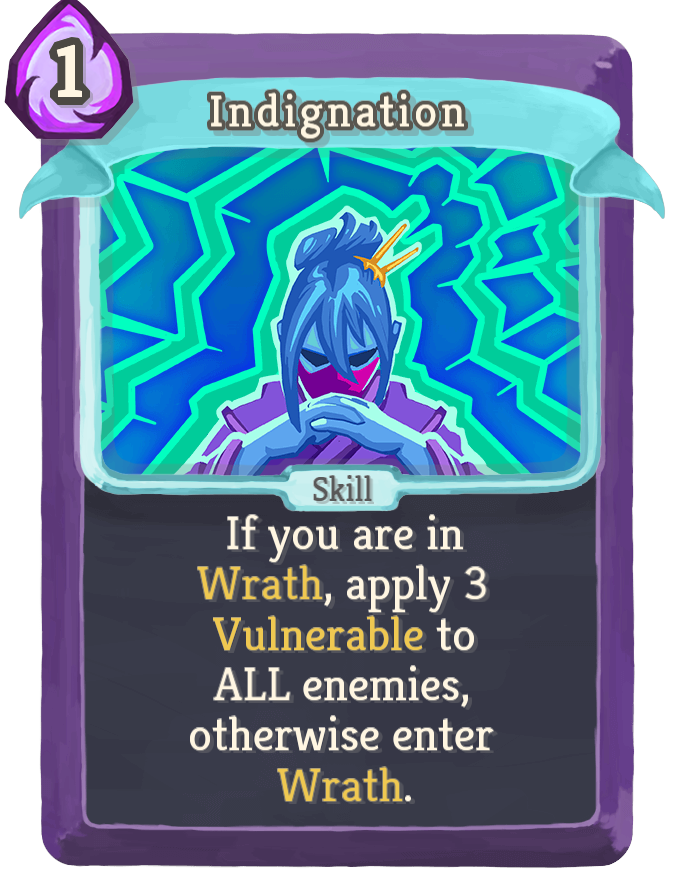 1
Indignation
Skill
If you are in
Wrath, apply 3
Vulnerable to
ALL enemies,
otherwise enter
Wrath.